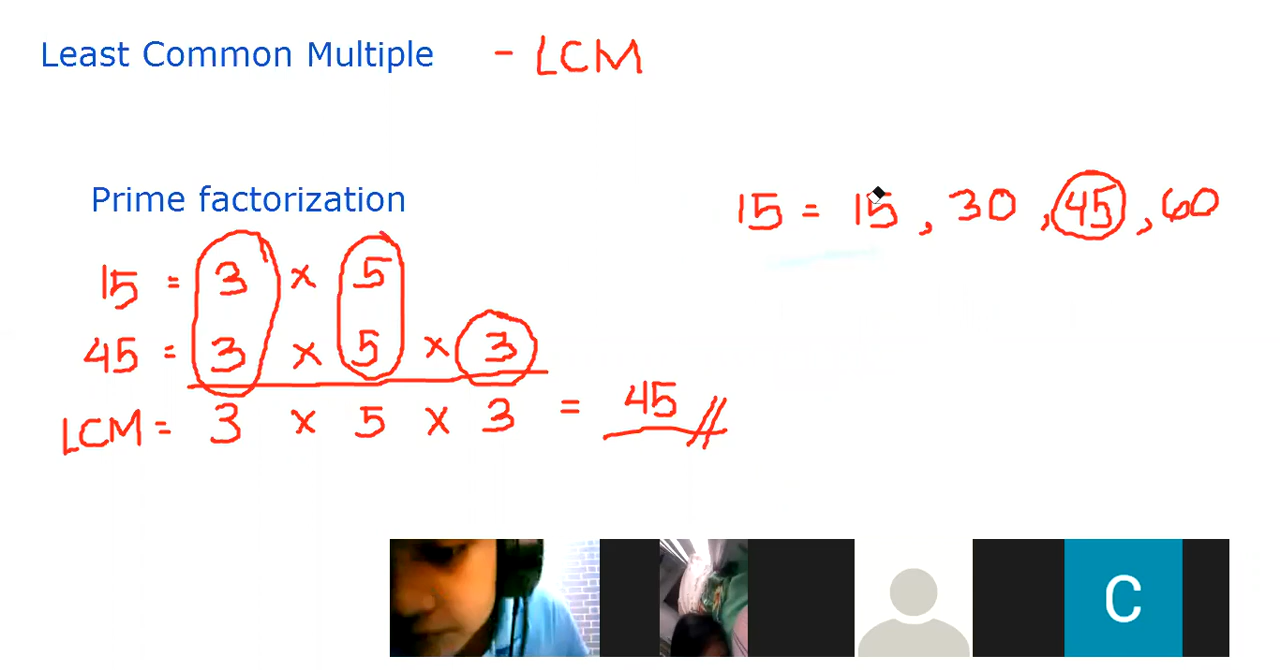 Least Common Multiple - LCM
Prime factorization
15 = 15, 30, 45, 60
15 = 3 x 5
45 = 3 x 5 x 3
LCM = 3 x 5 x 3 = 45 //
C